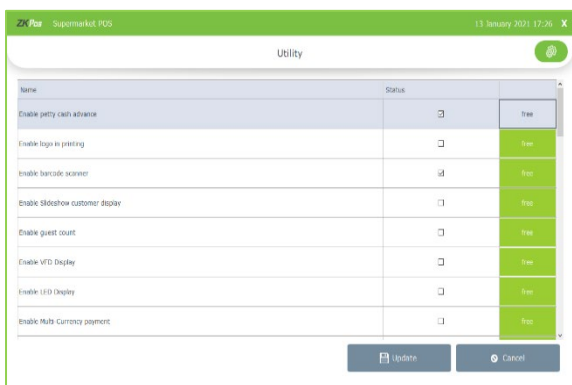 ZKPos Supermarket POS 13 January 2021 17:26 X
Utility
Name Status
Enable petty cash advance free
Enable logo in printing free
Enable barcode scanner free
Enable Slideshow customer display free
Enable guest count free
Enable VFD Display free
Enable LED Display free
Enable Multi-Currency payment free
Update Cancel